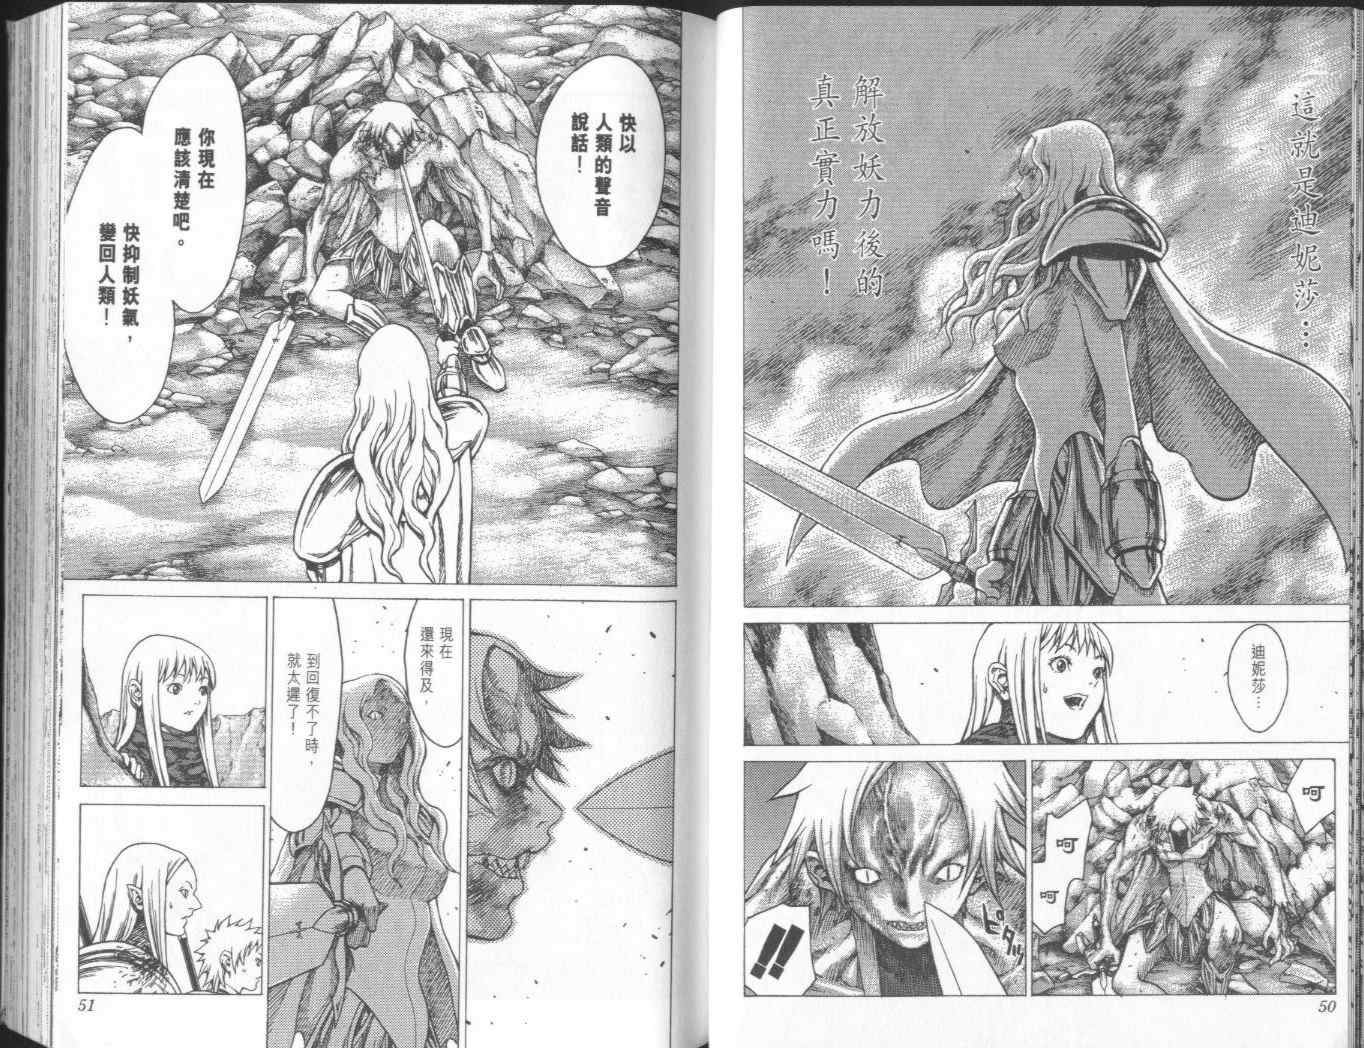 這就是迪妮莎…
解放妖力後的
真正實力嗎！
迪妮莎…
呵
呵
呵
ピタッ
!!
50
快以
人類的聲音
說話！
你現在
應該清楚吧。
快抑制妖氣，
變回人類！
現在
還來得及，
到回復不了時，
就太遲了！
51